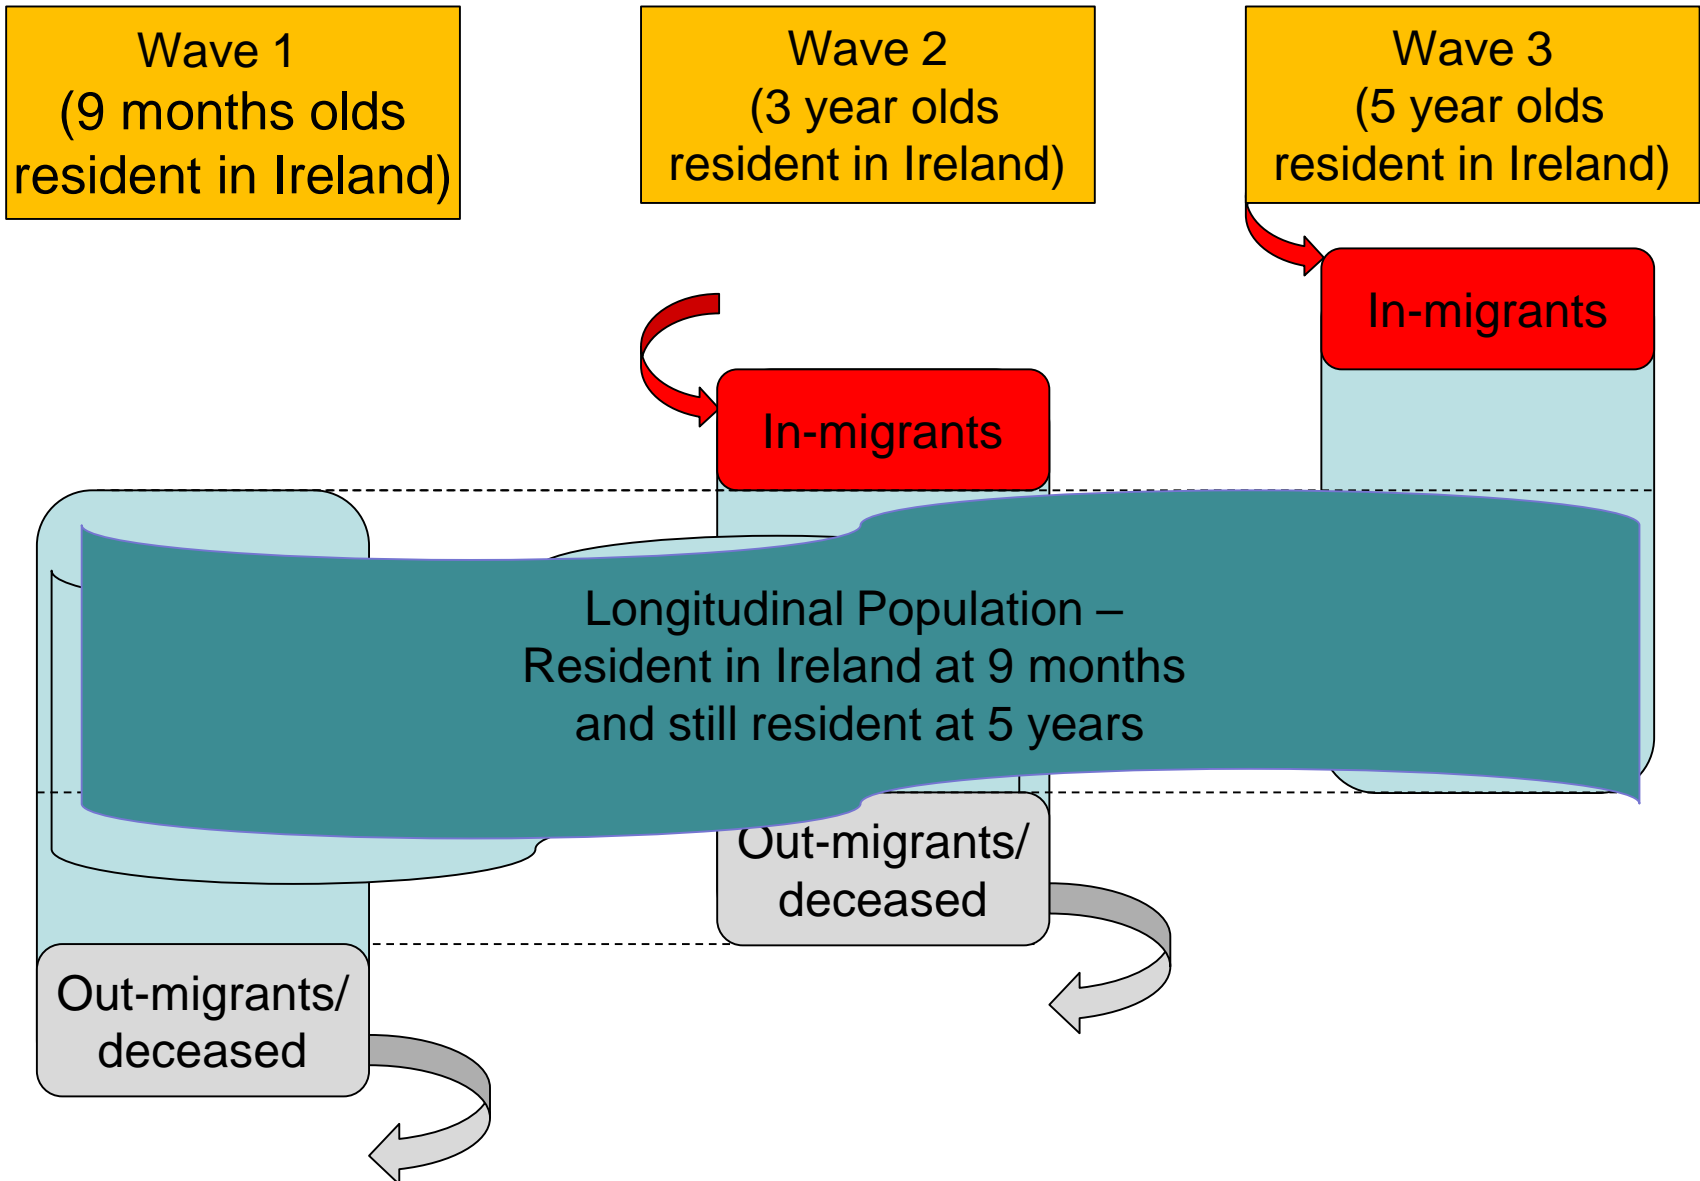 Wave 1
(9 months olds
resident in Ireland)
Wave 2
(3 year olds
resident in Ireland)
Wave 3
(5 year olds
resident in Ireland)
In-migrants
In-migrants
Longitudinal Population –
Resident in Ireland at 9 months
and still resident at 5 years
Out-migrants/
deceased
Out-migrants/
deceased